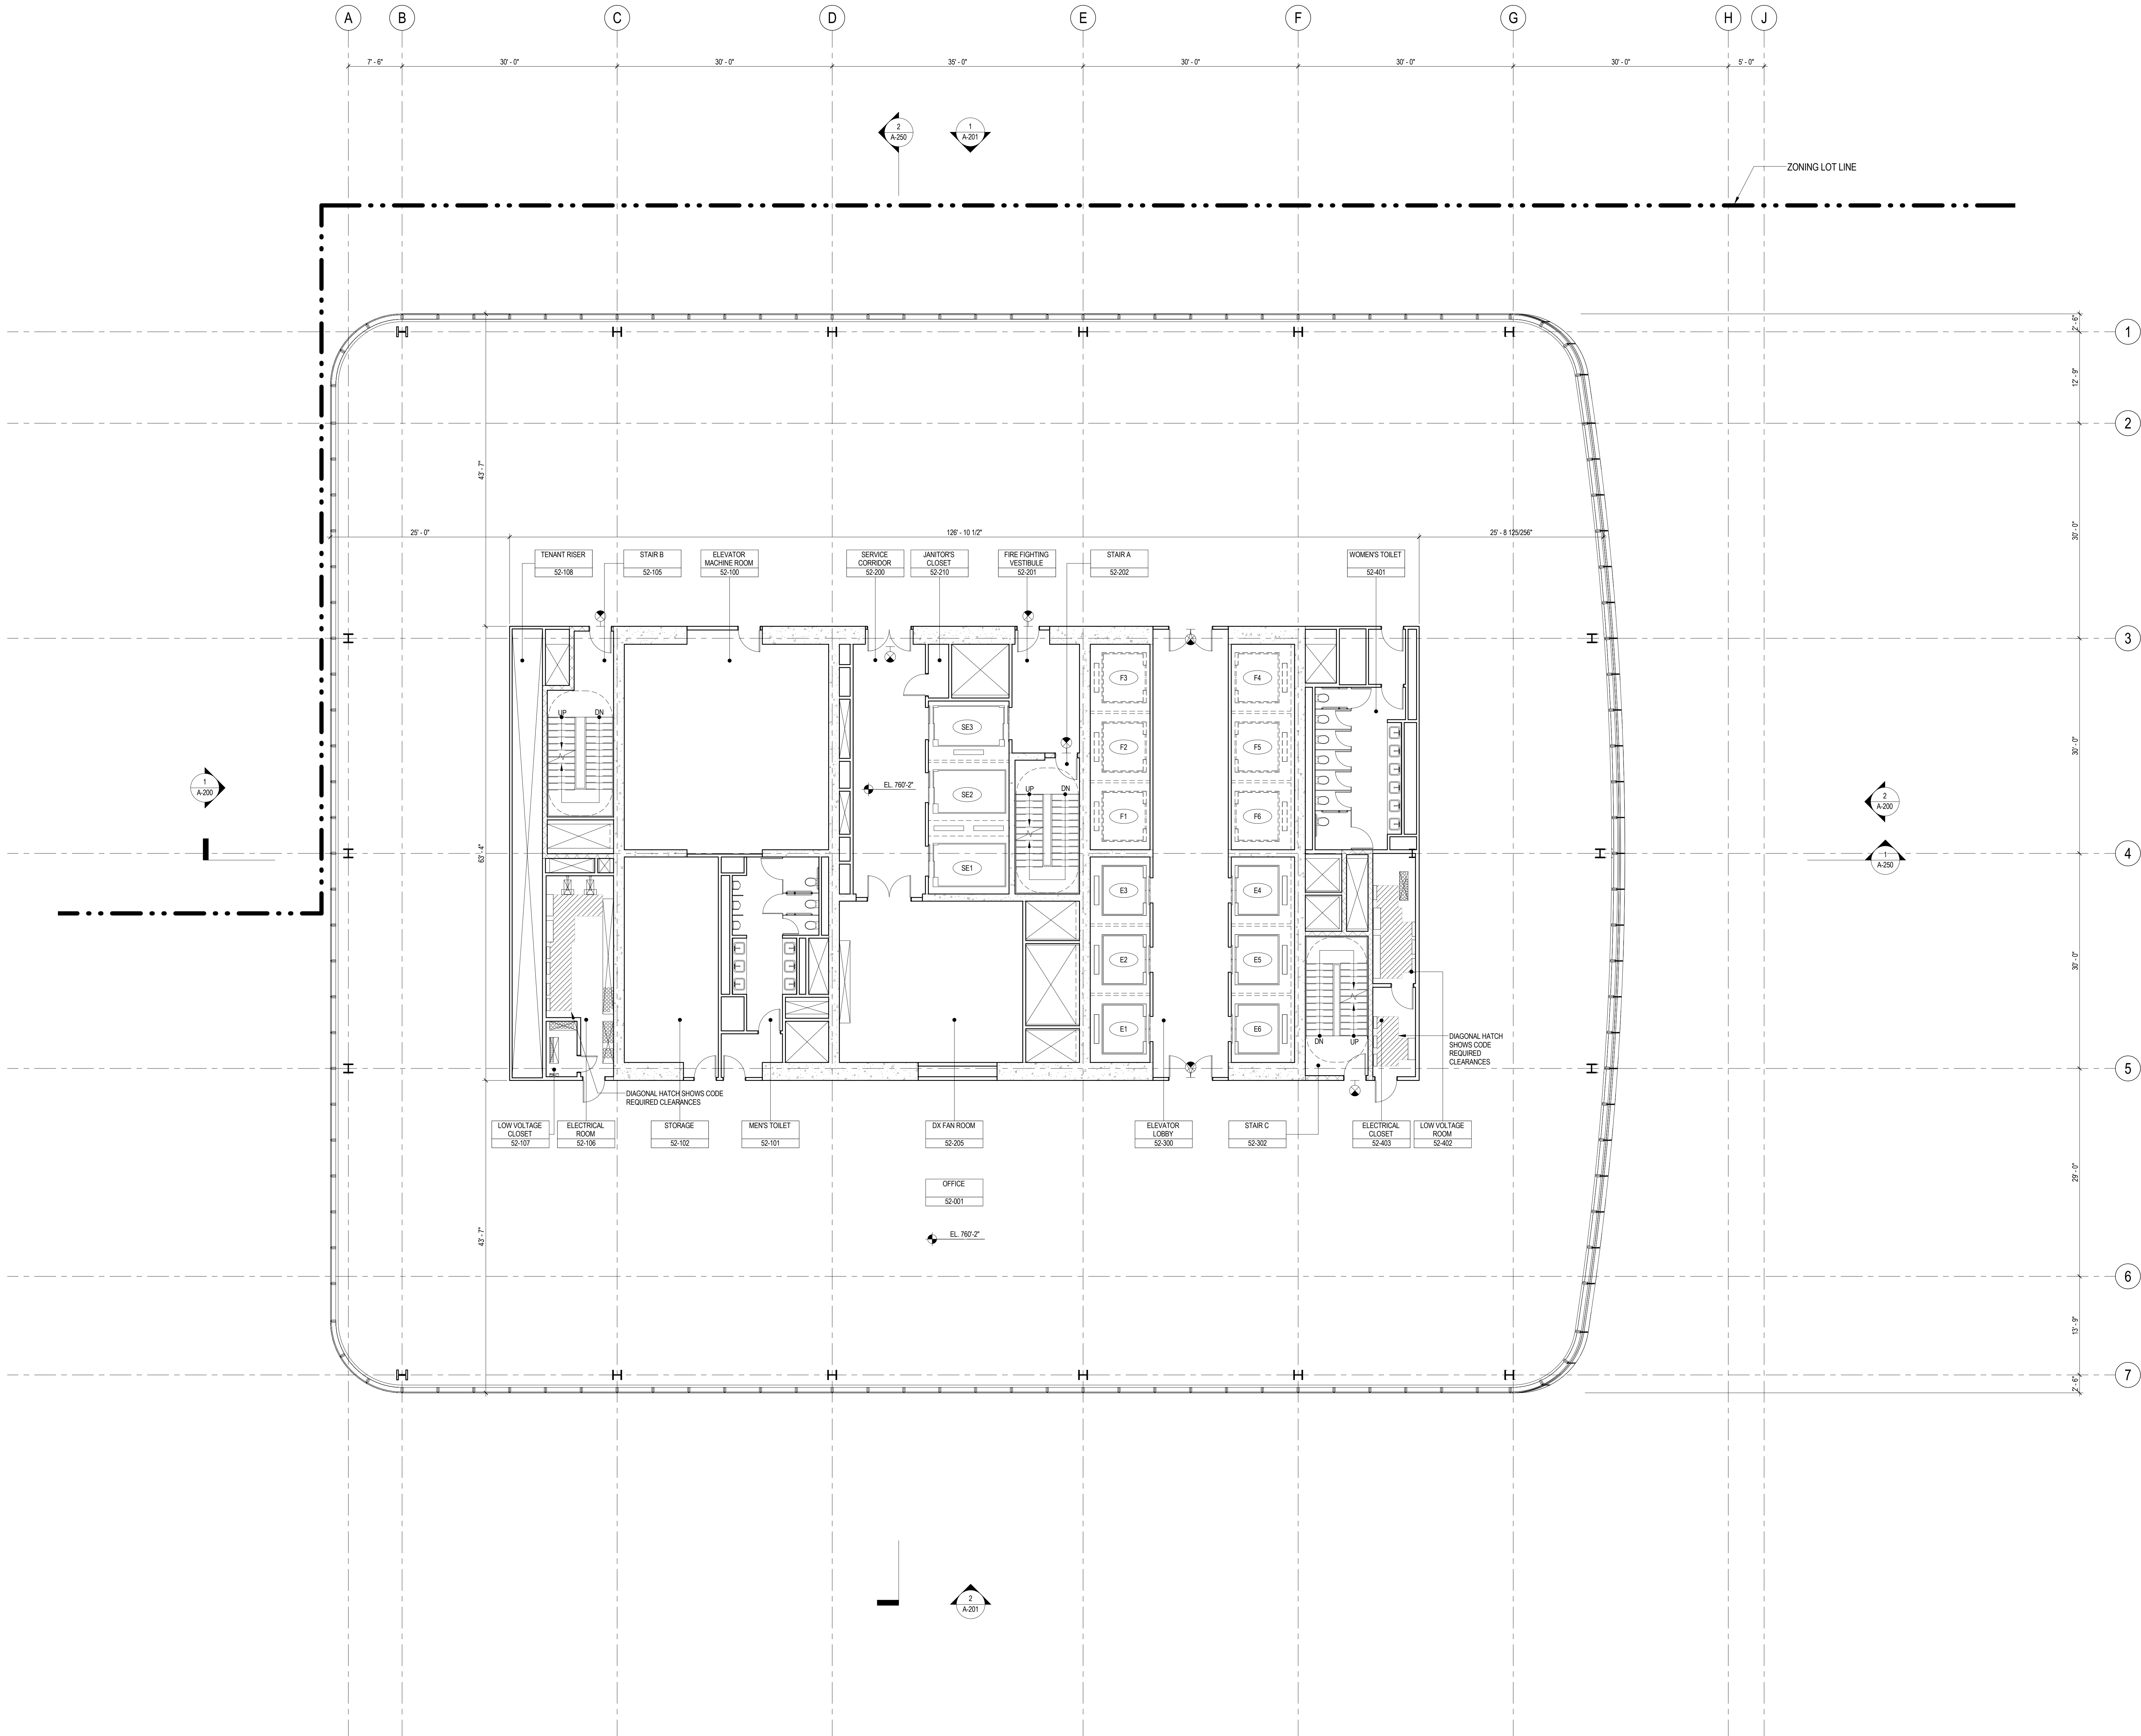 A B C D E F G H J
7' - 6" 30' - 0" 30' - 0" 35' - 0" 30' - 0" 30' - 0" 30' - 0" 5' - 0"
2
A-250
1
A-201
ZONING LOT LINE
2' - 6"
1
12' - 9"
2
43' - 7"
30' - 0"
25' - 0" 126' - 10 1/2" 25' - 8 125/256"
TENANT RISER
52-108
STAIR B
52-105
ELEVATOR
MACHINE ROOM
52-100
SERVICE
CORRIDOR
52-200
JANITOR'S
CLOSET
52-210
FIRE FIGHTING
VESTIBULE
52-201
STAIR A
52-202
WOMEN'S TOILET
52-401
3
F3
F4
UP DN
SE3
F2
F5
30' - 0"
1
A-200
EL. 760'-2"
SE2
UP DN
F1
F6
2
A-200
63' - 4"
4
1
A-250
SE1
E3
E4
E2
E5
30' - 0"
E1
E6
DN UP
DIAGONAL HATCH
SHOWS CODE
REQUIRED
CLEARANCES
5
DIAGONAL HATCH SHOWS CODE
REQUIRED CLEARANCES
LOW VOLTAGE
CLOSET
52-107
ELECTRICAL
ROOM
52-106
STORAGE
52-102
MEN'S TOILET
52-101
DX FAN ROOM
52-205
ELEVATOR
LOBBY
52-300
STAIR C
52-302
ELECTRICAL
CLOSET
52-403
LOW VOLTAGE
ROOM
52-402
29' - 0"
OFFICE
52-001
43' - 7"
EL. 760'-2"
6
13' - 9"
7
2' - 6"
2
A-201